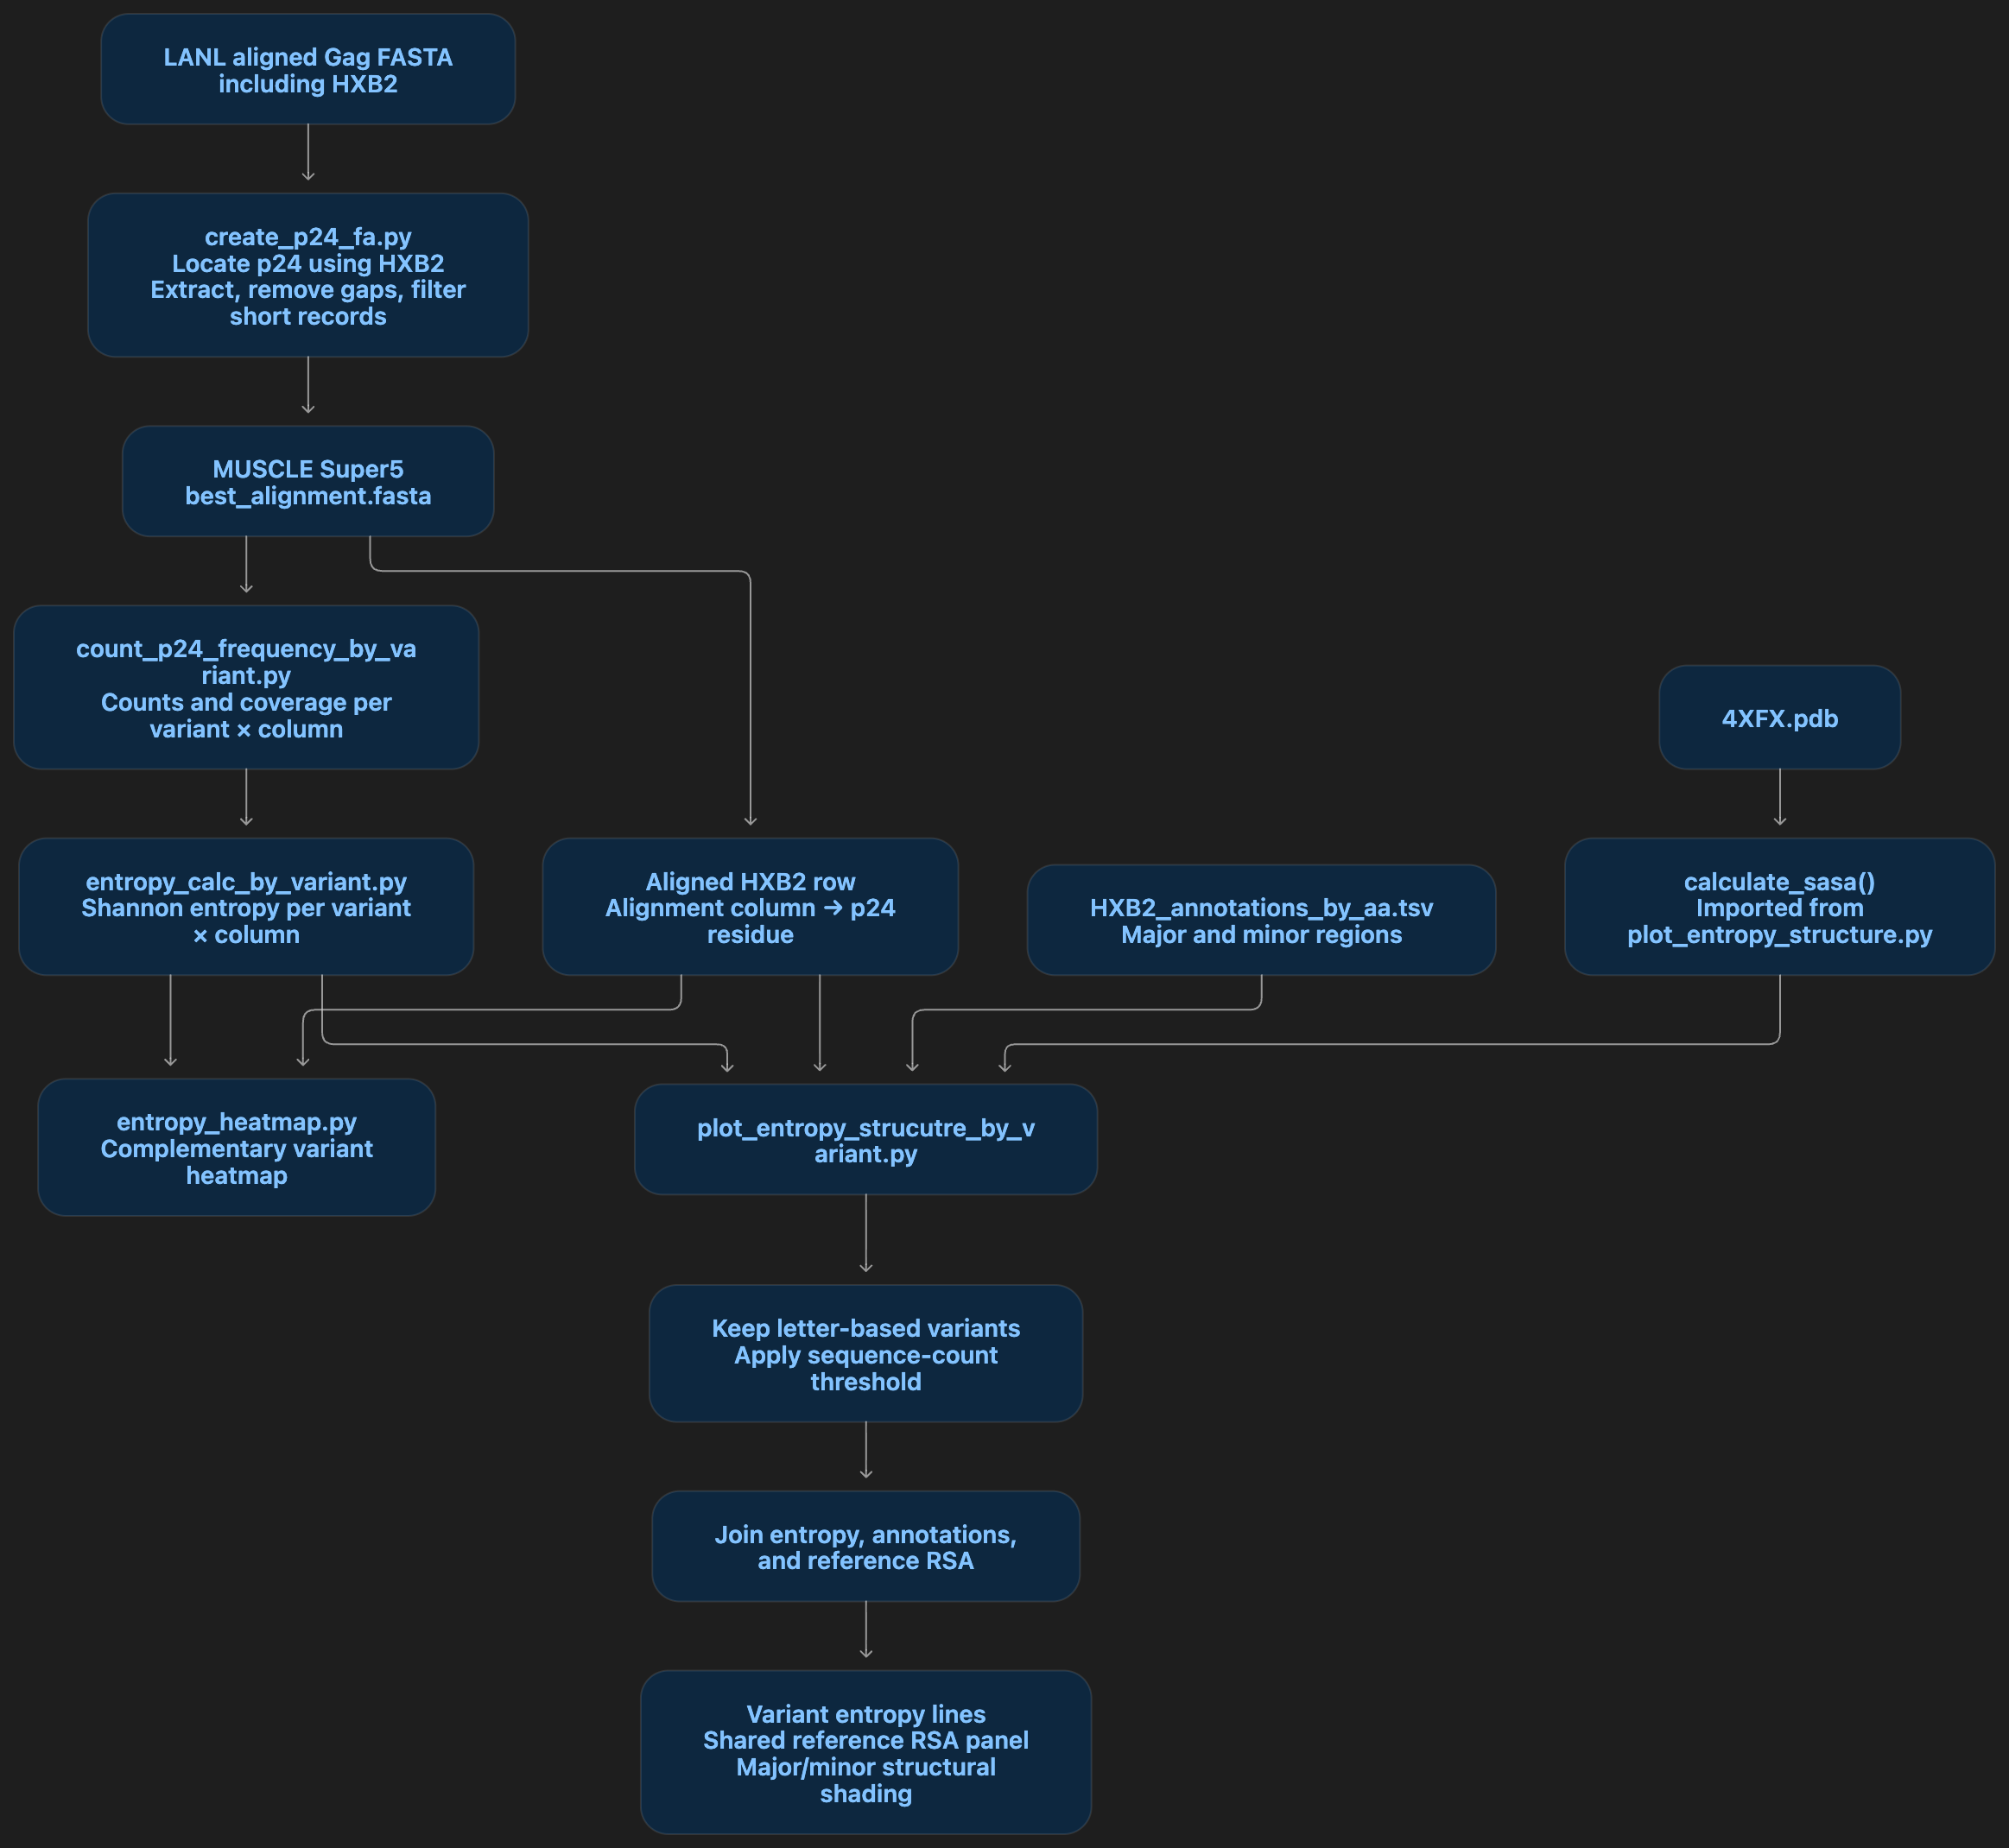 LANL aligned Gag FASTA
including HXB2
create_p24_fa.py
Locate p24 using HXB2
Extract, remove gaps, filter
short records
MUSCLE Super5
best_alignment.fasta
count_p24_frequency_by_va
riant.py
Counts and coverage per
variant × column
4XFX.pdb
entropy_calc_by_variant.py
Shannon entropy per variant
× column
Aligned HXB2 row
Alignment column → p24
residue
HXB2_annotations_by_aa.tsv
Major and minor regions
calculate_sasa()
Imported from
plot_entropy_structure.py
entropy_heatmap.py
Complementary variant
heatmap
plot_entropy_strucutre_by_v
ariant.py
Keep letter-based variants
Apply sequence-count
threshold
Join entropy, annotations,
and reference RSA
Variant entropy lines
Shared reference RSA panel
Major/minor structural
shading